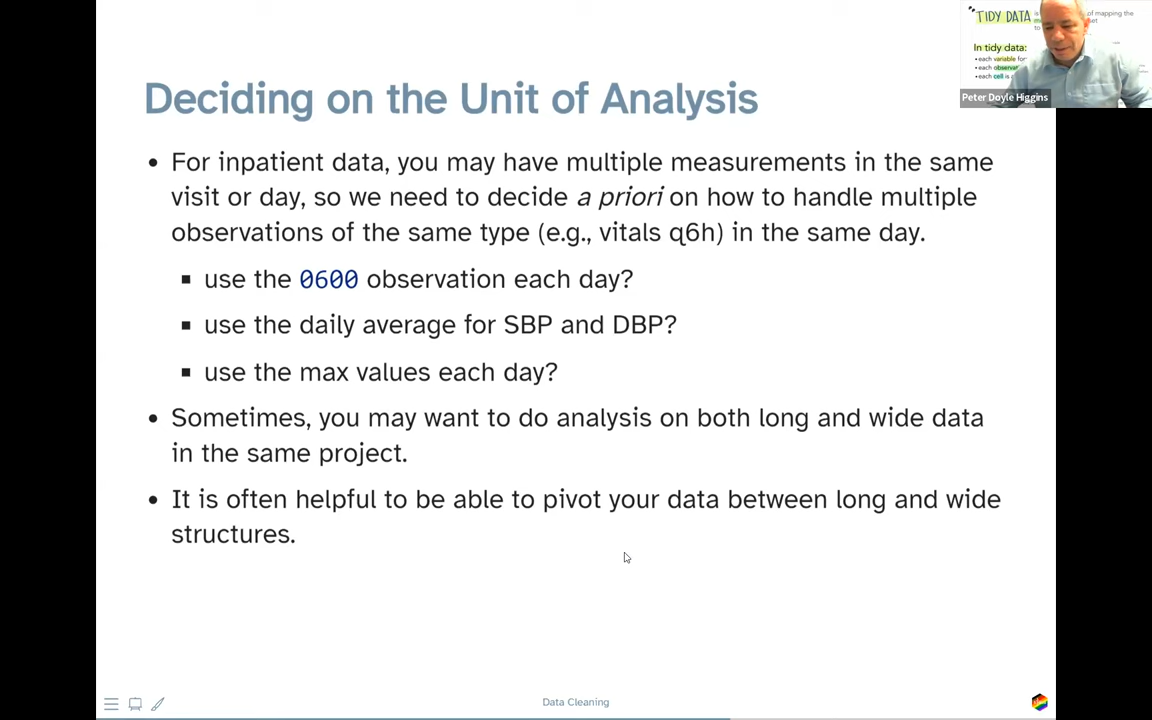 TIDY DATA
of mapping the
In tidy data:
• each variable for
• each observat
• each cell is
Peter Doyle Higgins
Deciding on the Unit of Analysis
• For inpatient data, you may have multiple measurements in the same
visit or day, so we need to decide a priori on how to handle multiple
observations of the same type (e.g., vitals q6h) in the same day.
▪ use the 0600 observation each day?
▪ use the daily average for SBP and DBP?
▪ use the max values each day?
• Sometimes, you may want to do analysis on both long and wide data
in the same project.
• It is often helpful to be able to pivot your data between long and wide
structures.
Data Cleaning